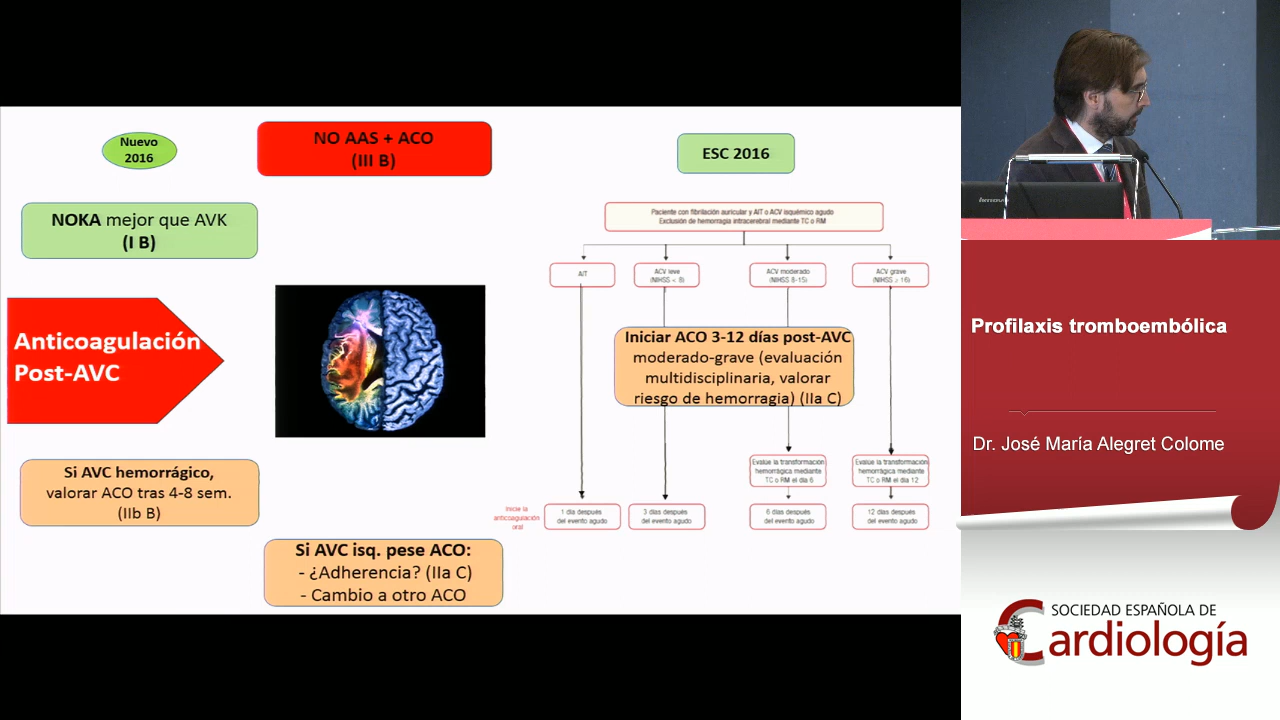 Nuevo
2016
NO AAS + ACO
(III B)
ESC 2016
NOKA mejor que AVK
(I B)
Paciente con fibrilación auricular y AIT o ACV isquémico agudo
Exclusión de hemorragia intracerebral mediante TC o RM
AIT
ACV leve
(NIHSS < 8)
ACV moderado
(NIHSS 8-15)
ACV grave
(NIHSS ≥ 16)
Anticoagulación
Post-AVC
Iniciar ACO 3-12 días post-AVC
moderado-grave (evaluación
multidisciplinaria, valorar
riesgo de hemorragia) (IIa C)
Si AVC hemorrágico,
valorar ACO tras 4-8 sem.
(IIb B)
Evalúe la transformación
hemorrágica mediante
TC o RM el día 6
Evalúe la transformación
hemorrágica mediante
TC o RM el día 12
Inicie la
anticoagulación
oral
1 día después
del evento agudo
3 días después
del evento agudo
6 días después
del evento agudo
12 días después
del evento agudo
Si AVC isq. pese ACO:
- ¿Adherencia? (IIa C)
- Cambio a otro ACO
lenovo
Profilaxis tromboembólica
Dr. José María Alegret Colome
SOCIEDAD ESPAÑOLA DE
Cardiología